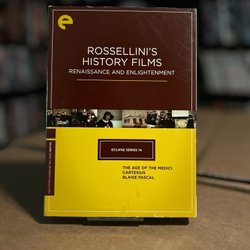 e
ROSSELLINI'S
HISTORY FILMS
RENAISSANCE AND ENLIGHTENMENT
ECLIPSE SERIES 14
THE AGE OF THE MEDICI
CARTESIUS
BLAISE PASCAL